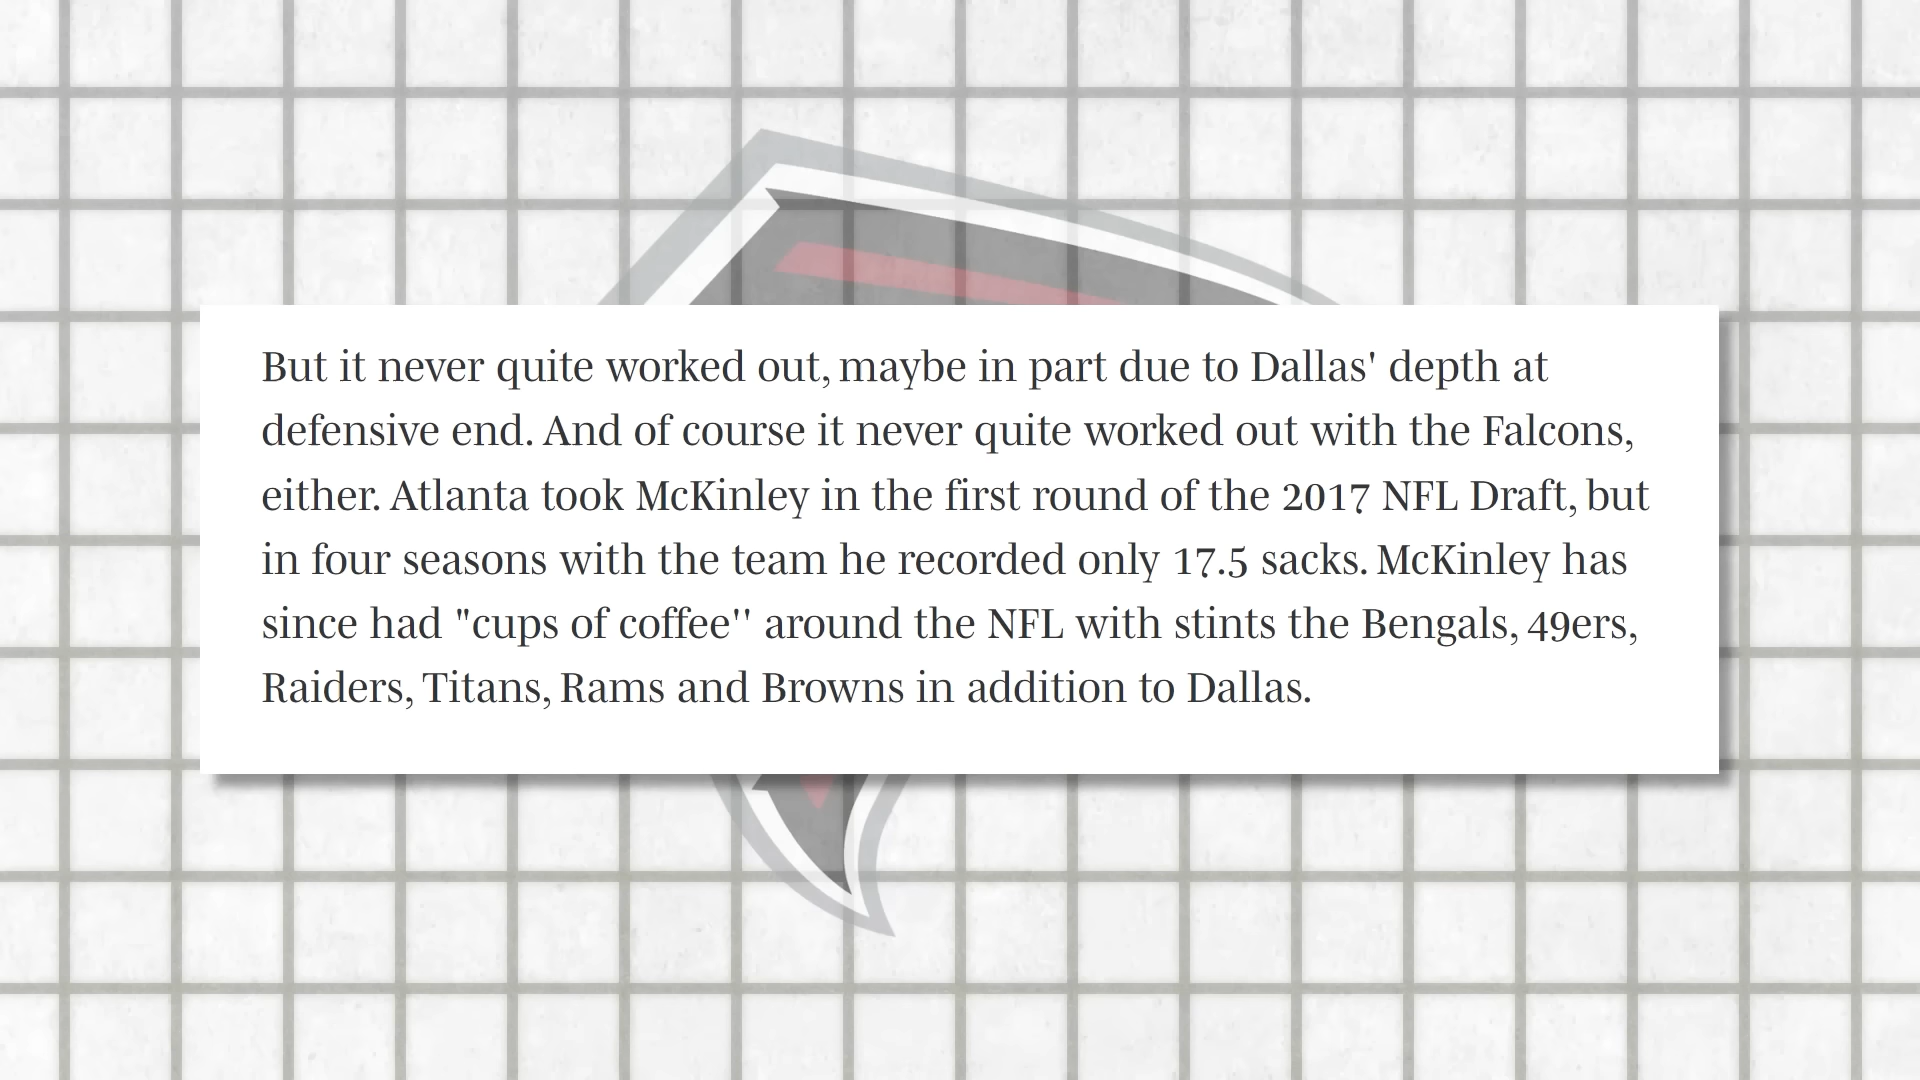 But it never quite worked out, maybe in part due to Dallas' depth at
defensive end. And of course it never quite worked out with the Falcons,
either. Atlanta took McKinley in the first round of the 2017 NFL Draft, but
in four seasons with the team he recorded only 17.5 sacks. McKinley has
since had "cups of coffee'' around the NFL with stints the Bengals, 49ers,
Raiders, Titans, Rams and Browns in addition to Dallas.